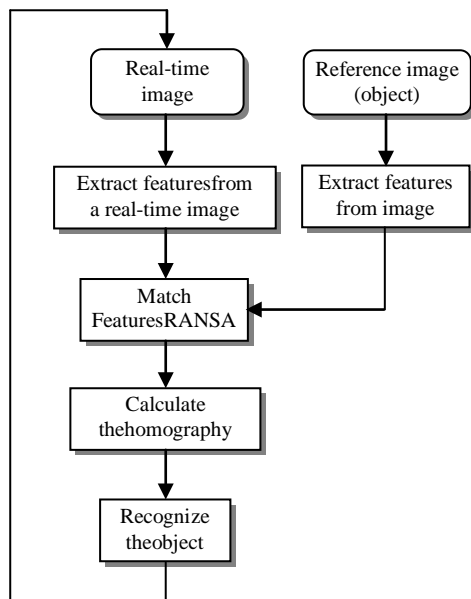 Real-time
image
Reference image
(object)
Extract featuresfrom
a real-time image
Extract features
from image
Match
FeaturesRANSA
Calculate
thehomography
Recognize
theobject